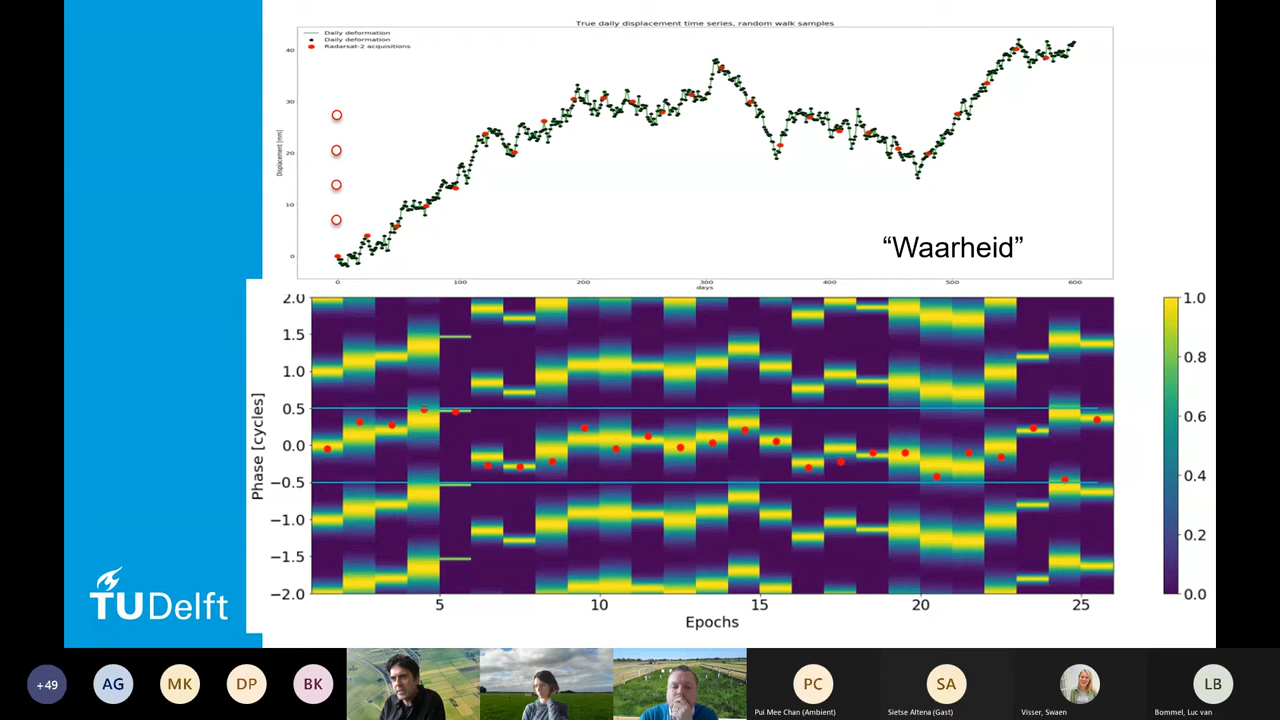 True daily displacement time series, random walk samples
Daily deformation
Daily deformation
Radarsat-2 acquisitions
40
30
20
10
0
Displacement [mm]
“Waarheid”
0 100 200 300 400 500 600
days
2.0
1.5
1.0
0.5
0.0
−0.5
−1.0
−1.5
−2.0
Phase [cycles]
5 10 15 20 25
Epochs
1.0
0.8
0.6
0.4
0.2
0.0
TUDelft
+49 AG MK DP BK PC SA LB
Pui Mee Chan (Ambient) Sietse Altena (Gast) Visser, Swaen Bommel, Luc van